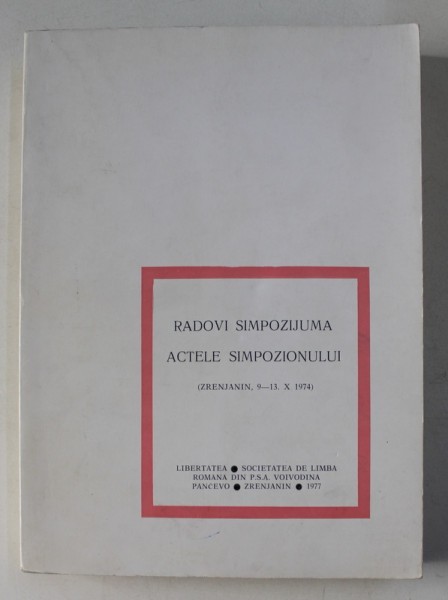 RADOVI SIMPOZIJUMA
ACTELE SIMPOZIONULUI
(ZRENJANIN, 9—13. X 1974)
LIBERTATEA ● SOCIETATEA DE LIMBA
ROMANA DIN P.S.A. VOIVODINA
PANCEVO ● ZRENJANIN ● 1977